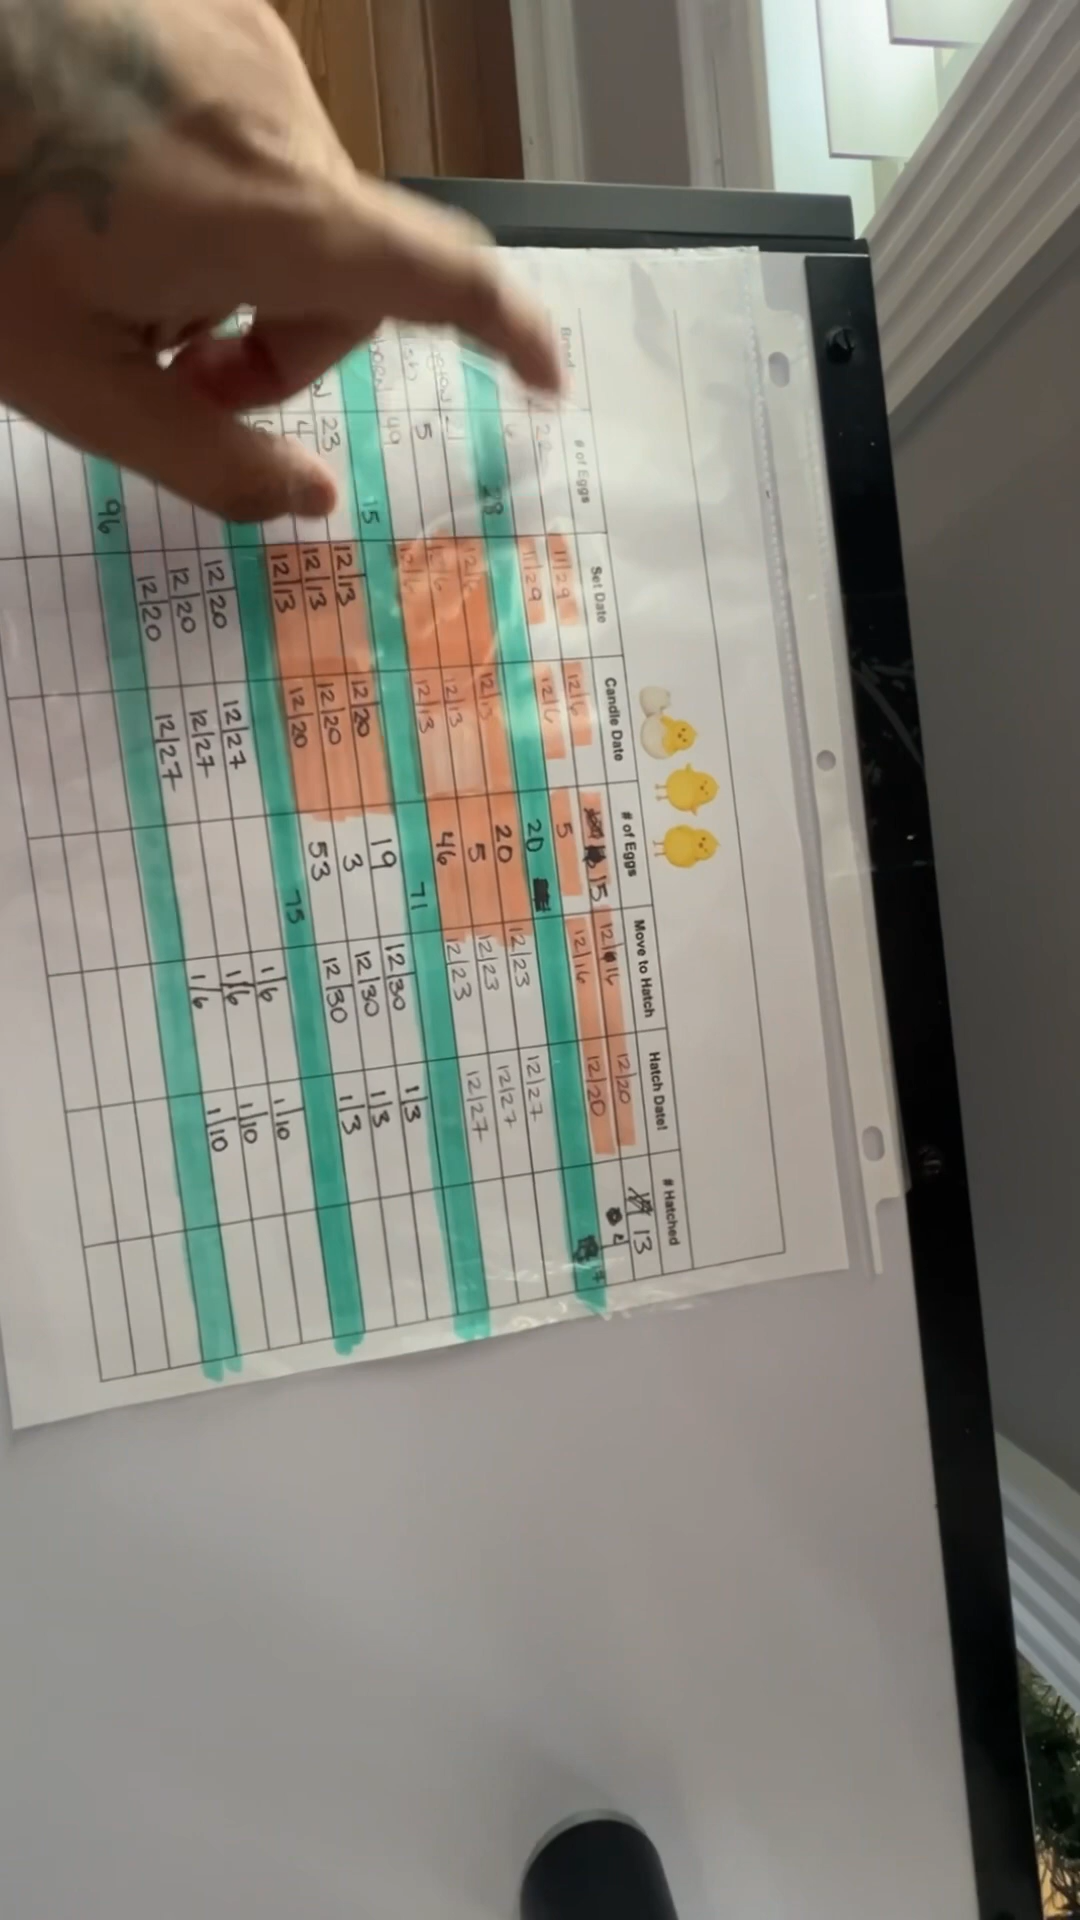 Breed # of Eggs Set Date Candle Date # of Eggs Move to Hatch Hatch Date! # Hatched
22 11/29 12/6 15 12/16 12/20 13
6 11/29 12/6 5 12/16 12/20
28 20
21 12/6 12/13 20 12/23 12/27
5 12/6 12/13 5 12/23 12/27
49 12/6 12/13 46 12/23 12/27
15 71
23 12/13 12/20 19 12/30 1/3
4 12/13 12/20 3 12/30 1/3
12/13 12/20 53 12/30 1/3
75
12/20 12/27 1/6 1/10
12/20 12/27 1/6 1/10
12/20 12/27 1/6 1/10
96